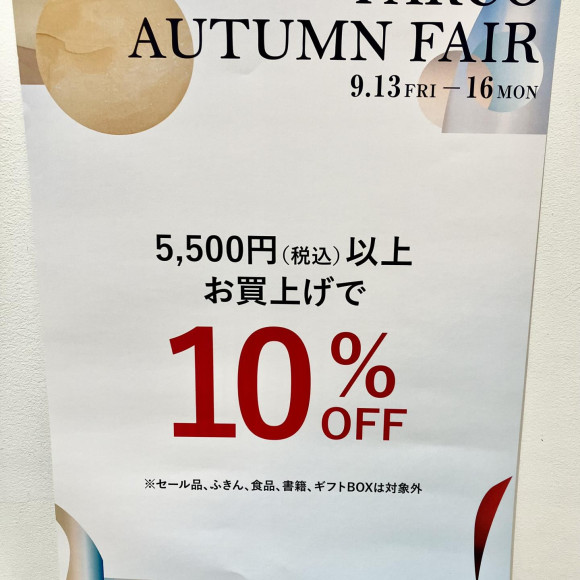 AUTUMN FAIR
9.13 FRI – 16 MON
5,500円（税込）以上
お買上げで
10%
OFF
※セール品、ふきん、食品、書籍、ギフトBOXは対象外